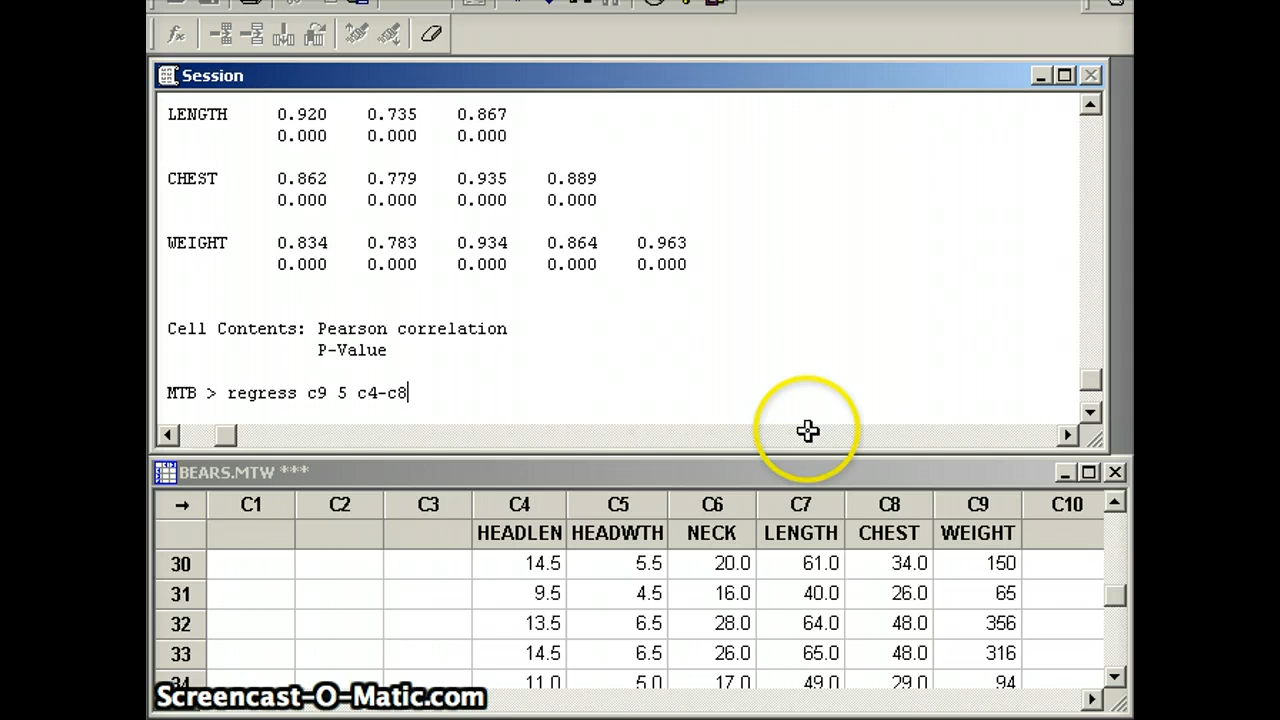 Session
LENGTH 0.920 0.735 0.867
0.000 0.000 0.000
CHEST 0.862 0.779 0.935 0.889
0.000 0.000 0.000 0.000
WEIGHT 0.834 0.783 0.934 0.864 0.963
0.000 0.000 0.000 0.000 0.000
Cell Contents: Pearson correlation
P-Value
MTB > regress c9 5 c4-c8
BEARS.MTW ***
C1 C2 C3 C4 C5 C6 C7 C8 C9 C10
HEADLEN HEADWTH NECK LENGTH CHEST WEIGHT
30 14.5 5.5 20.0 61.0 34.0 150
31 9.5 4.5 16.0 40.0 26.0 65
32 13.5 6.5 28.0 64.0 48.0 356
33 14.5 6.5 26.0 65.0 48.0 316
34 11.0 5.0 17.0 49.0 29.0 94
Screencast-O-Matic.com